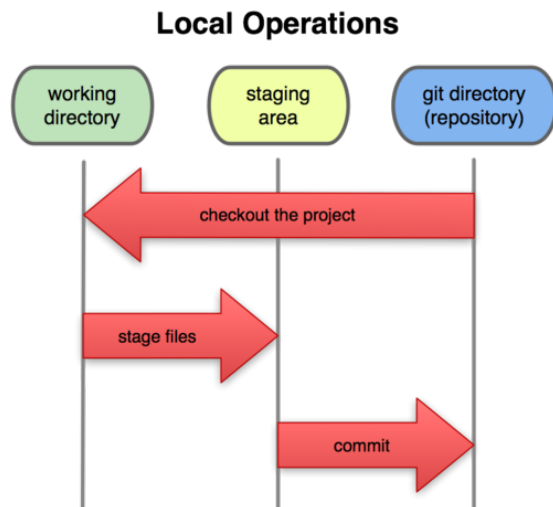 Local Operations
working
directory
staging
area
git directory
(repository)
checkout the project
stage files
commit